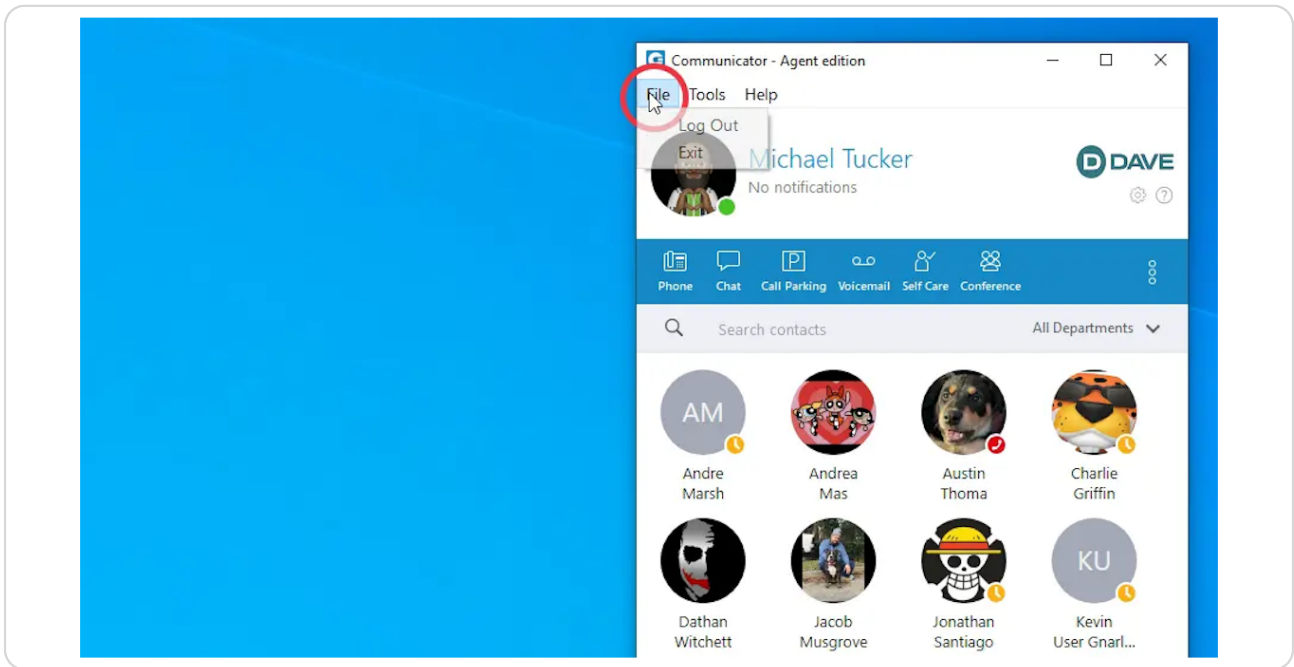 Communicator - Agent edition
File Tools Help
Log Out
Exit
Michael Tucker
No notifications
D DAVE
Phone Chat Call Parking Voicemail Self Care Conference
Search contacts All Departments
AM
Andre Marsh
Andrea Mas
Austin Thoma
Charlie Griffin
KU
Dathan Witchett
Jacob Musgrove
Jonathan Santiago
Kevin User Gnarl...